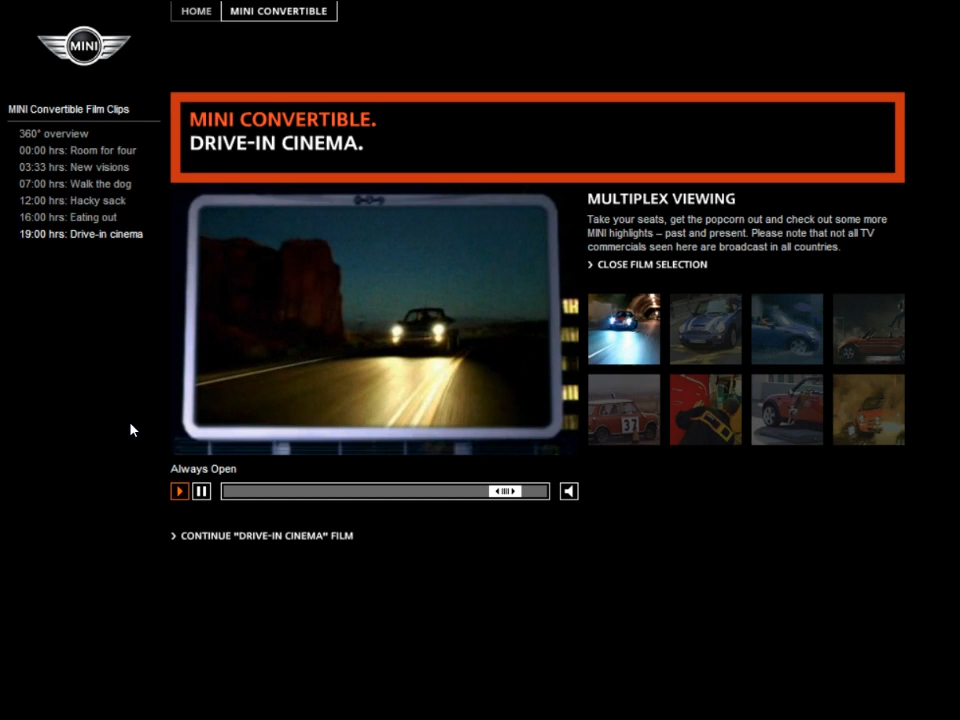 HOME
MINI CONVERTIBLE
MINI
MINI Convertible Film Clips
360° overview
00:00 hrs: Room for four
03:33 hrs: New visions
07:00 hrs: Walk the dog
12:00 hrs: Hacky sack
16:00 hrs: Eating out
19:00 hrs: Drive-in cinema
MINI CONVERTIBLE.
DRIVE-IN CINEMA.
MULTIPLEX VIEWING
Take your seats, get the popcorn out and check out some more
MINI highlights – past and present. Please note that not all TV
commercials seen here are broadcast in all countries.
CLOSE FILM SELECTION
37
Always Open
CONTINUE "DRIVE-IN CINEMA" FILM